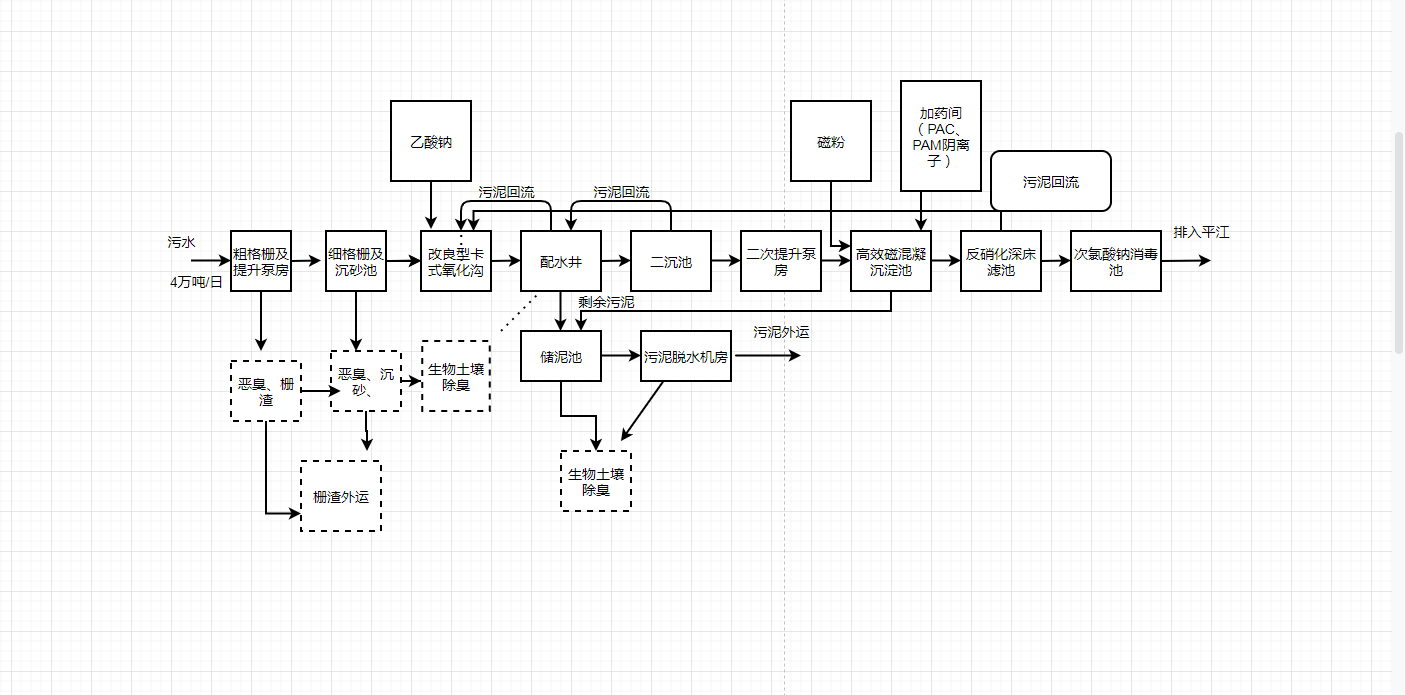 加药间
（ PAC、
PAM阴离
子 ）
乙酸钠
磁粉
污泥回流
污泥回流
污泥回流
污水
4万吨/日
粗格栅及
提升泵房
细格栅及
沉砂池
改良型卡
式氧化沟
配水井
二沉池
二次提升泵
房
高效磁混凝
沉淀池
反硝化深床
滤池
次氯酸钠消毒
池
排入平江
剩余污泥
污泥外运
恶臭、栅
渣
恶臭、沉
砂、
生物土壤
除臭
储泥池
污泥脱水机房
栅渣外运
生物土壤
除臭